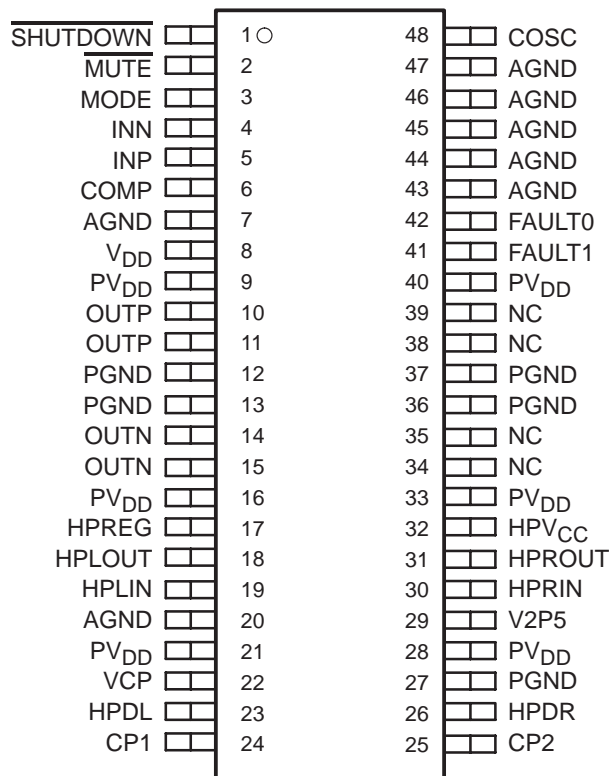 SHUTDOWN 1 48 COSC
MUTE 2 47 AGND
MODE 3 46 AGND
INN 4 45 AGND
INP 5 44 AGND
COMP 6 43 AGND
AGND 7 42 FAULT0
VDD 8 41 FAULT1
PVDD 9 40 PVDD
OUTP 10 39 NC
OUTP 11 38 NC
PGND 12 37 PGND
PGND 13 36 PGND
OUTN 14 35 NC
OUTN 15 34 NC
PVDD 16 33 PVDD
HPREG 17 32 HPVCC
HPLOUT 18 31 HPROUT
HPLIN 19 30 HPRIN
AGND 20 29 V2P5
PVDD 21 28 PVDD
VCP 22 27 PGND
HPDL 23 26 HPDR
CP1 24 25 CP2